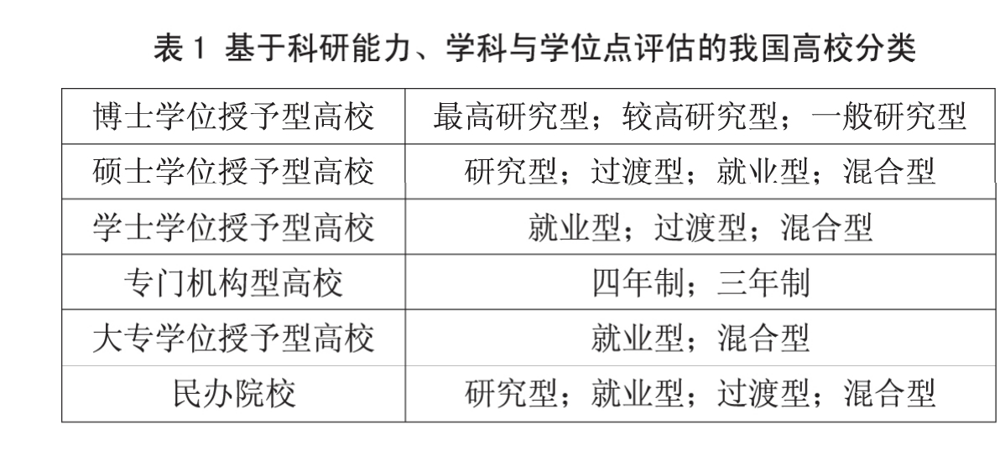 表 1 基于科研能力、学科与学位点评估的我国高校分类
博士学位授予型高校 最高研究型；较高研究型；一般研究型
硕士学位授予型高校 研究型；过渡型；就业型；混合型
学士学位授予型高校 就业型；过渡型；混合型
专门机构型高校 四年制；三年制
大专学位授予型高校 就业型；混合型
民办院校 研究型；就业型；过渡型；混合型